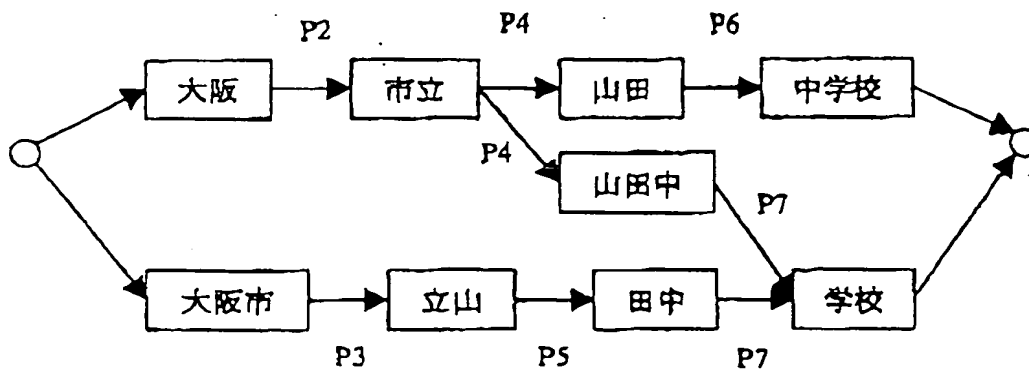 P2 P4 P6
大阪 市立 山田 中学校
P4
山田中
P7
大阪市 立山 田中 学校
P3 P5 P7